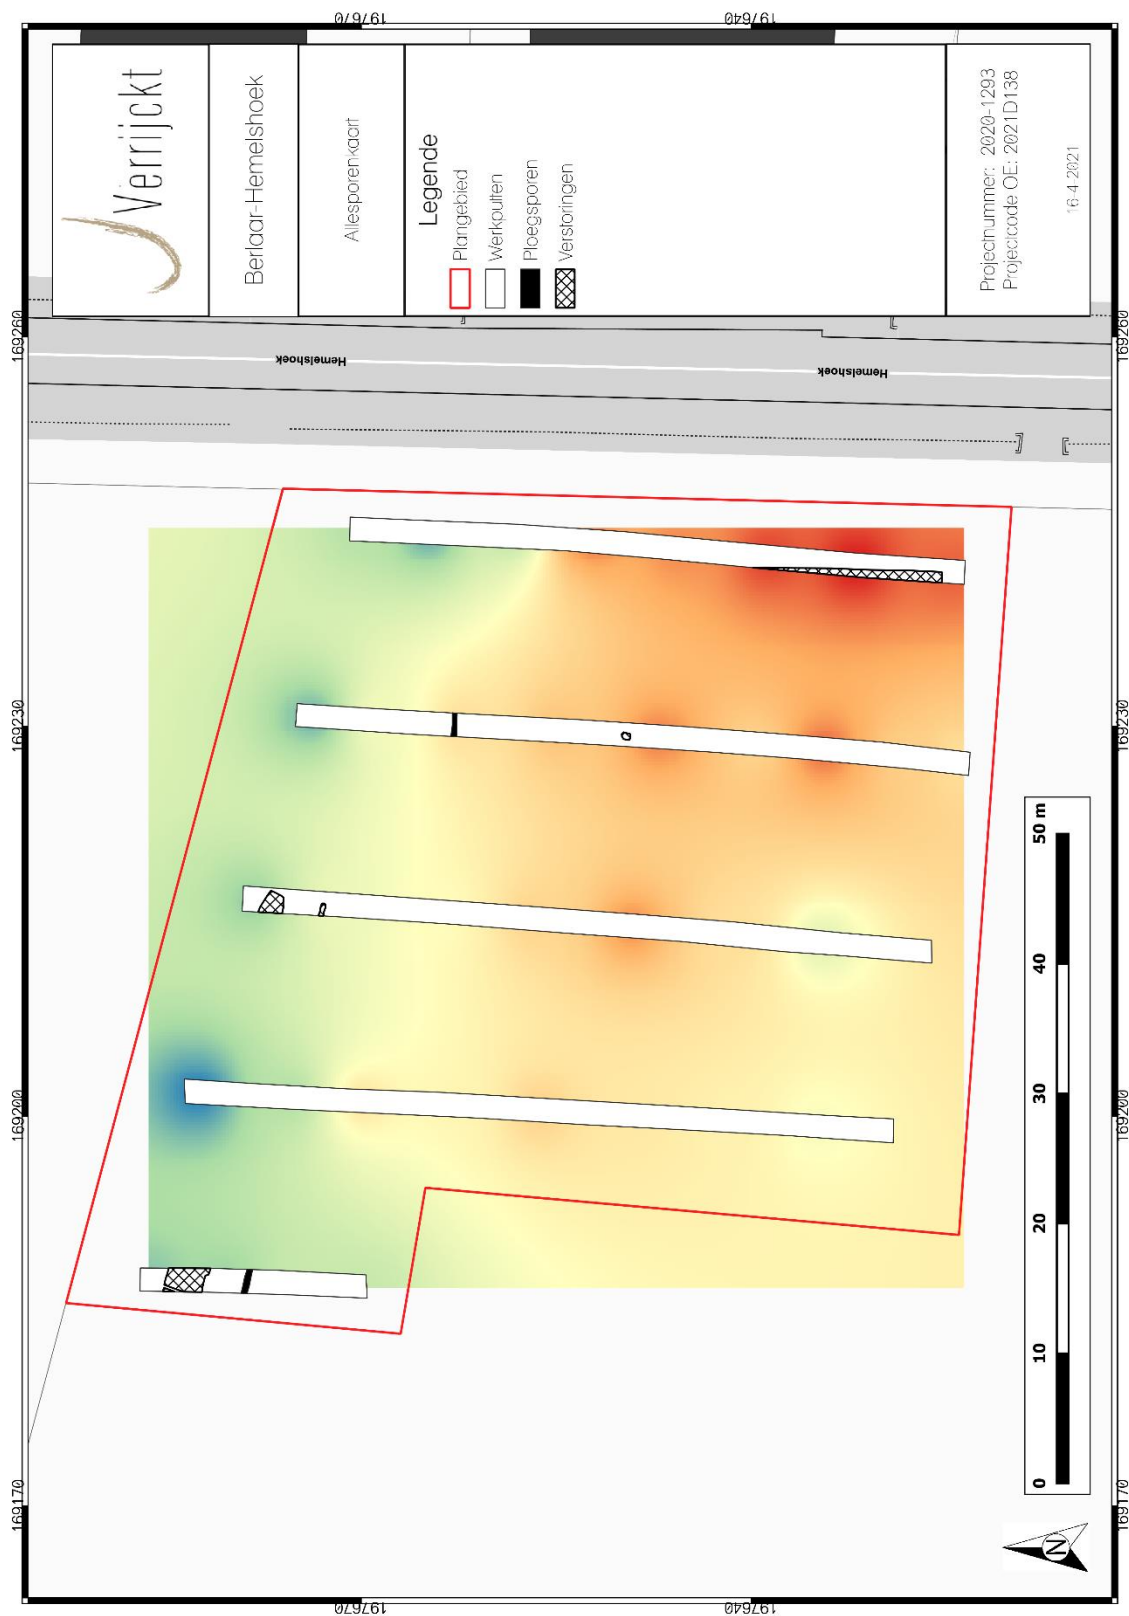 Verrijckt
Berlaar-Hemelshoek
Allesporenkaart
Legende
Plangebied
Werkputten
Ploegsporen
Verstoringen
Projectnummer: 2020-1293
Projectcode OE: 2021D138
16-4-2021
Hemelshoek
Hemelshoek
169170
169200
169230
169260
169170
169200
169230
169260
197670
197640
197670
197640
0 10 20 30 40 50 m
N